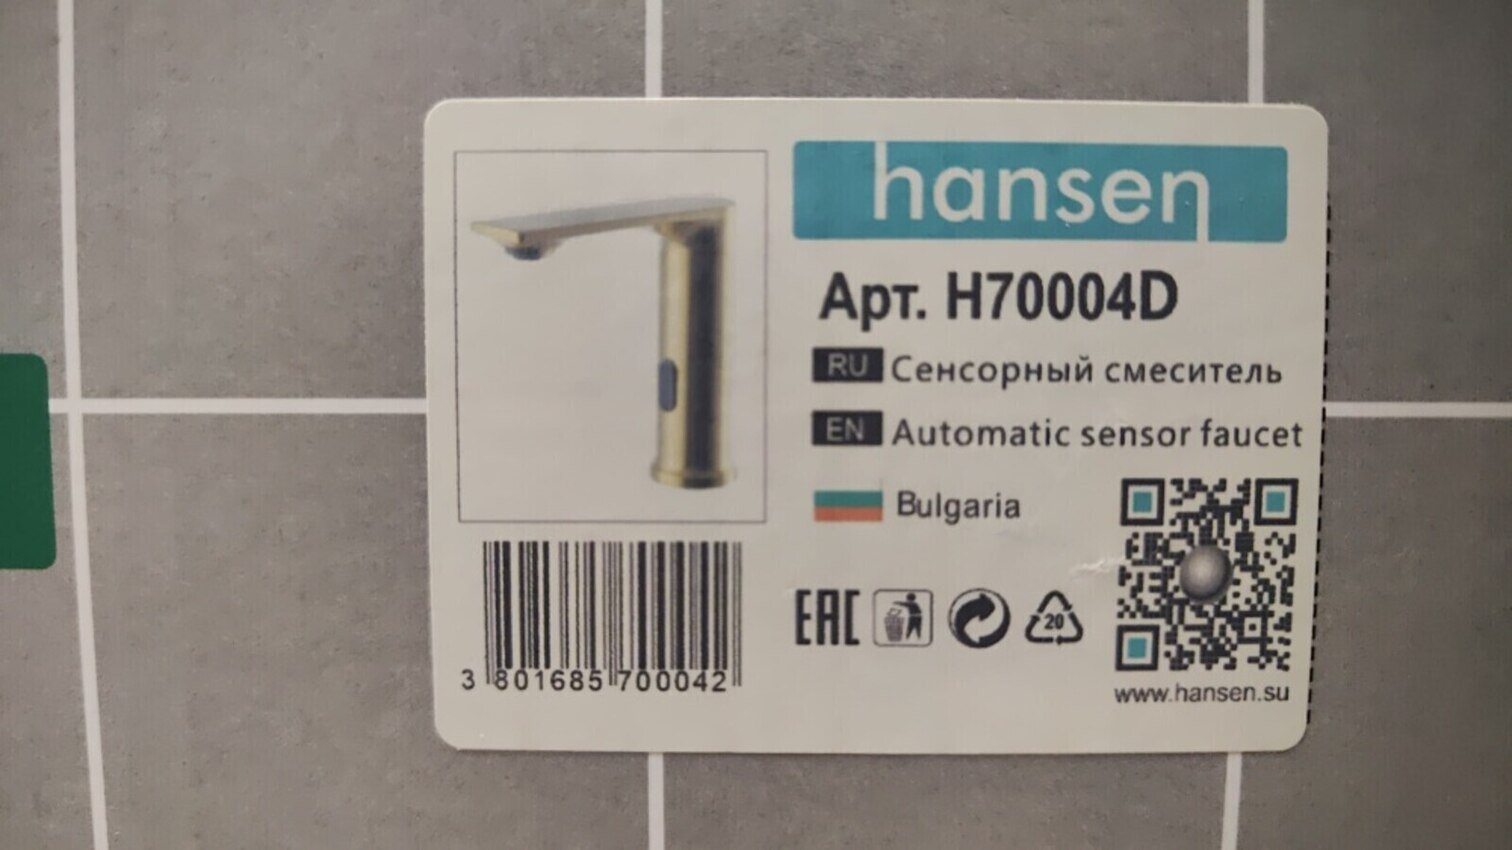 hansen
Арт. H70004D
RU Сенсорный смеситель
EN Automatic sensor faucet
Bulgaria
EAC
20
www.hansen.su
3 801685 700042